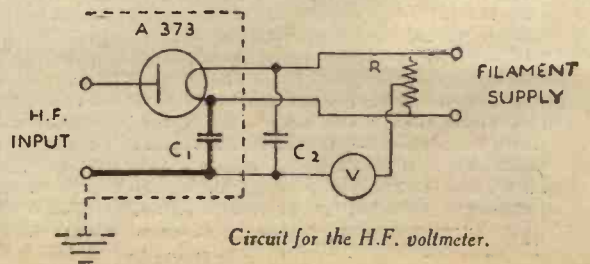 A 373
R
FILAMENT
SUPPLY
H.F.
INPUT
C₁
C₂
V
Circuit for the H.F. voltmeter.